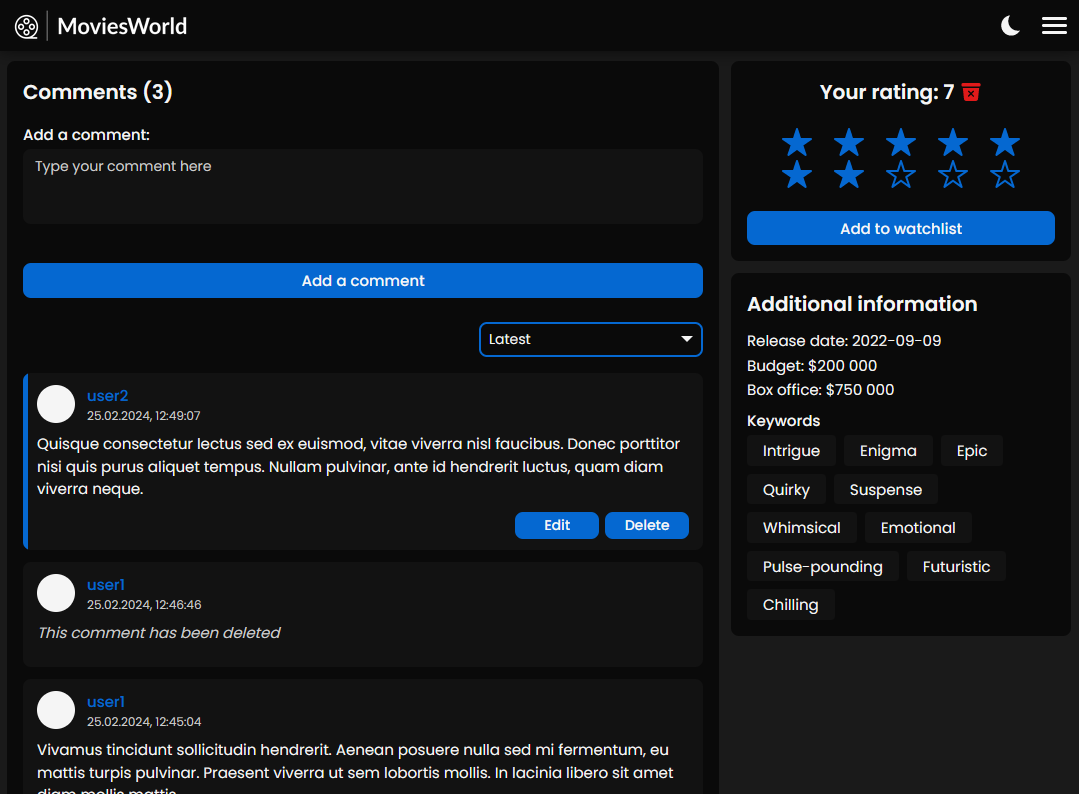 MoviesWorld
Comments (3)
Add a comment:
Type your comment here
Add a comment
Latest
user2
25.02.2024, 12:49:07
Quisque consectetur lectus sed ex euismod, vitae viverra nisl faucibus. Donec porttitor
nisi quis purus aliquet tempus. Nullam pulvinar, ante id hendrerit luctus, quam diam
viverra neque.
Edit
Delete
user1
25.02.2024, 12:46:46
This comment has been deleted
user1
25.02.2024, 12:45:04
Vivamus tincidunt sollicitudin hendrerit. Aenean posuere nulla sed mi fermentum, eu
mattis turpis pulvinar. Praesent viverra ut sem lobortis mollis. In lacinia libero sit amet
diam mollis mattis.
Your rating: 7
Add to watchlist
Additional information
Release date: 2022-09-09
Budget: $200 000
Box office: $750 000
Keywords
Intrigue
Enigma
Epic
Quirky
Suspense
Whimsical
Emotional
Pulse-pounding
Futuristic
Chilling